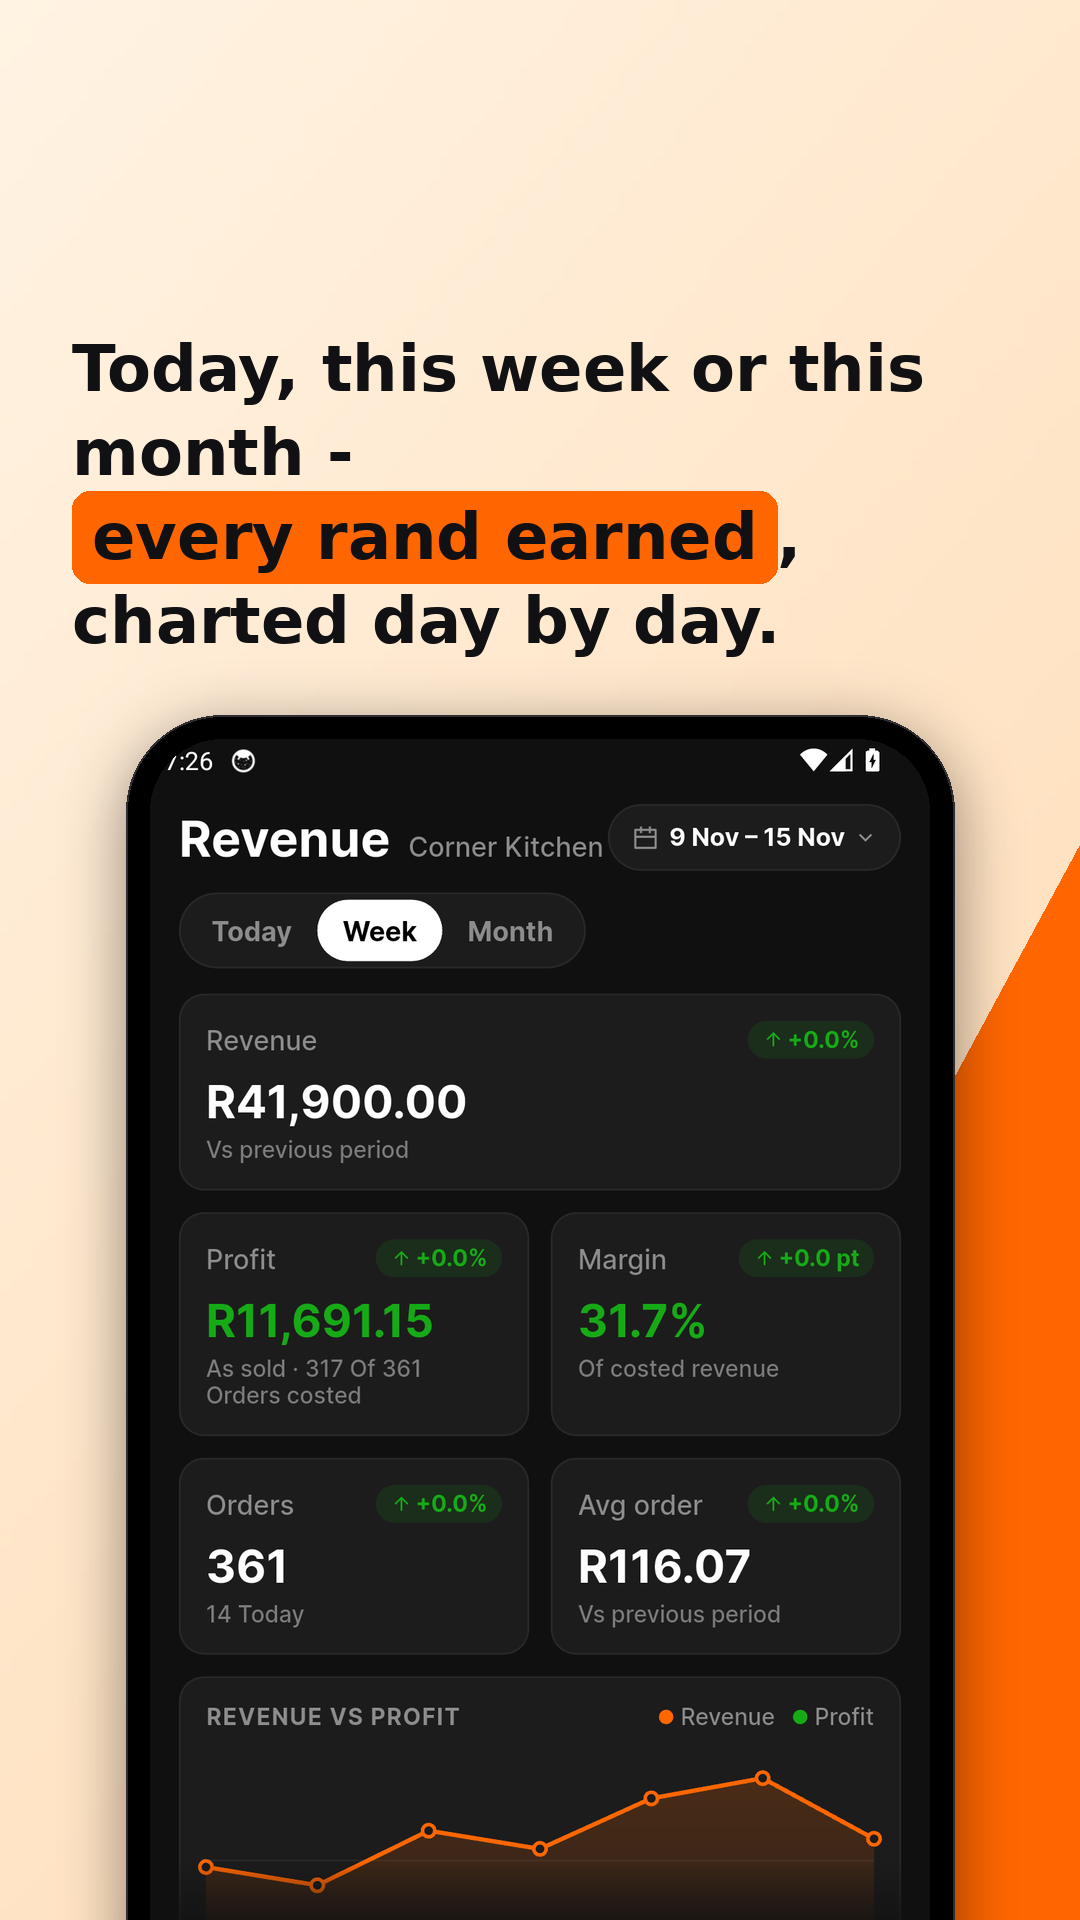 Today, this week or this
month -
every rand earned,
charted day by day.
7:26
Revenue Corner Kitchen 9 Nov – 15 Nov
Today Week Month
Revenue ↑ +0.0%
R41,900.00
Vs previous period
Profit ↑ +0.0%
R11,691.15
As sold · 317 Of 361
Orders costed
Margin ↑ +0.0 pt
31.7%
Of costed revenue
Orders ↑ +0.0%
361
14 Today
Avg order ↑ +0.0%
R116.07
Vs previous period
REVENUE VS PROFIT Revenue Profit